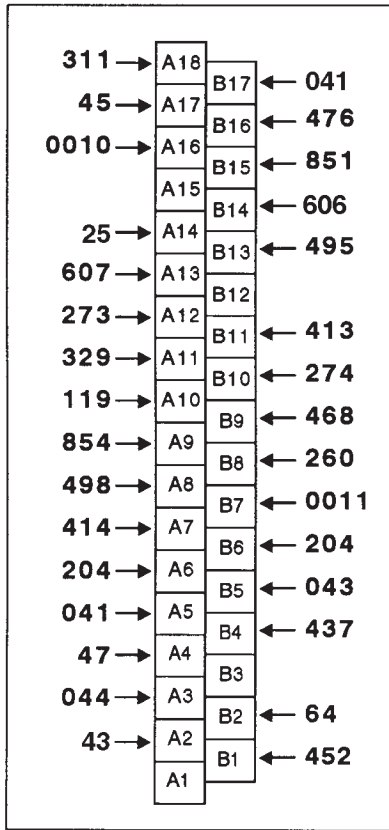 311 → A18
B17 ← 041
45 → A17
B16 ← 476
0010 → A16
B15 ← 851
A15
B14 ← 606
25 → A14
B13 ← 495
607 → A13
B12
273 → A12
B11 ← 413
329 → A11
B10 ← 274
119 → A10
B9 ← 468
854 → A9
B8 ← 260
498 → A8
B7 ← 0011
414 → A7
B6 ← 204
204 → A6
B5 ← 043
041 → A5
B4 ← 437
47 → A4
B3
044 → A3
B2 ← 64
43 → A2
B1 ← 452
A1